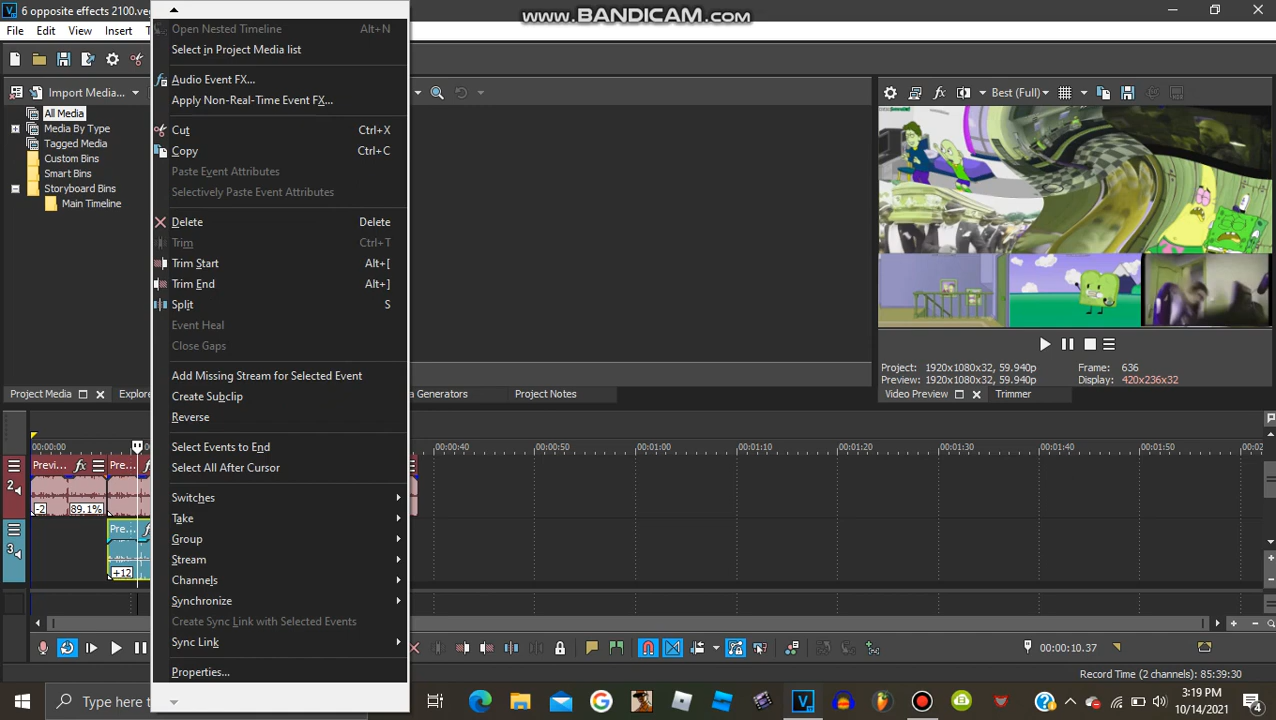 6 opposite effects 2100.
www.BANDICAM.com
File
Edit
View
Insert
Open Nested Timeline Alt+N
Select in Project Media list
Audio Event FX...
Apply Non-Real-Time Event FX...
Cut Ctrl+X
Copy Ctrl+C
Paste Event Attributes
Selectively Paste Event Attributes
Delete Delete
Trim Ctrl+T
Trim Start Alt+[
Trim End Alt+]
Split S
Event Heal
Close Gaps
Add Missing Stream for Selected Event
Create Subclip
Reverse
Select Events to End
Select All After Cursor
Switches
Take
Group
Stream
Channels
Synchronize
Create Sync Link with Selected Events
Sync Link
Properties...
Import Media...
All Media
Media By Type
Tagged Media
Custom Bins
Smart Bins
Storyboard Bins
Main Timeline
Best (Full)
Project: 1920x1080x32, 59.940p
Frame: 636
Preview: 1920x1080x32, 59.940p
Display: 420x236x32
Project Media
Project Notes
Video Preview
Trimmer
00:00:00
00:00:40
00:00:50
00:01:00
00:01:10
00:01:20
00:01:30
00:01:40
00:01:50
2
-2
89.1%
3
+12
00:00:10.37
Record Time (2 channels): 85:39:30
Type here
3:19 PM
10/14/2021
4